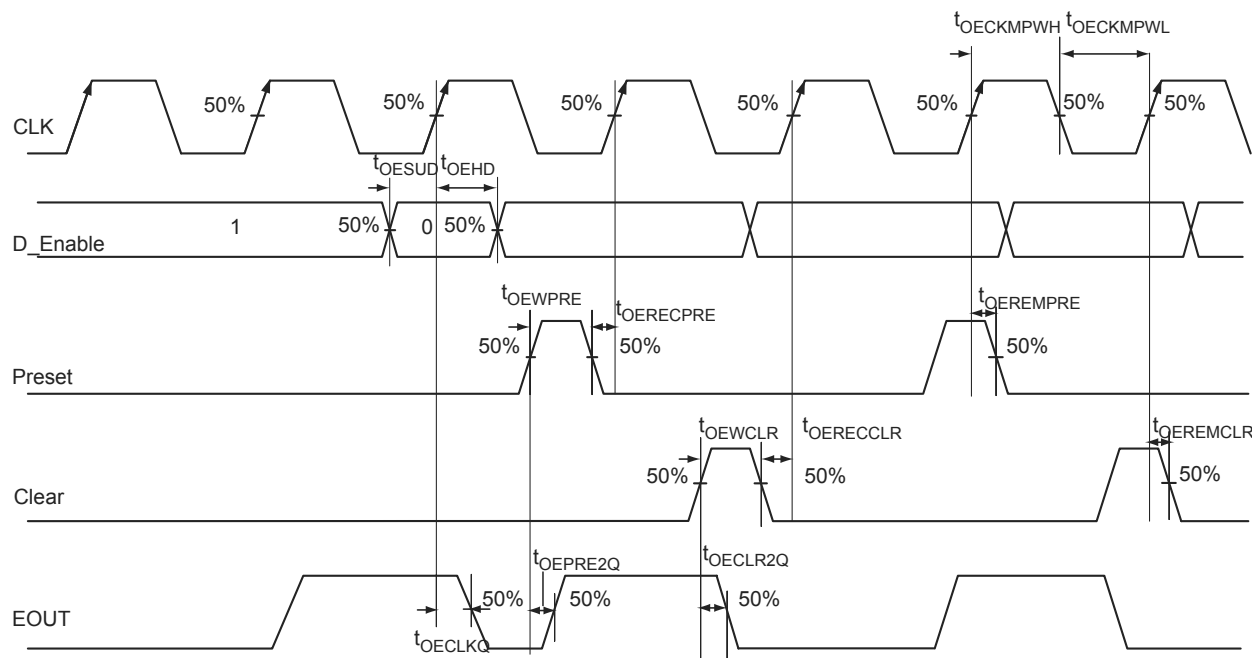 tOECKMPWH tOECKMPWL
CLK 50% 50% 50% 50% 50% 50% 50%
tOESUD tOEHD
D_Enable 1 50% 0 50%
tOEWPRE tOERECPRE tOEREMPRE
Preset 50% 50% 50%
tOEWCLR tOERECCLR tOEREMCLR
Clear 50% 50% 50%
tOEPRE2Q tOECLR2Q
EOUT 50% 50% 50%
tOECLKQ